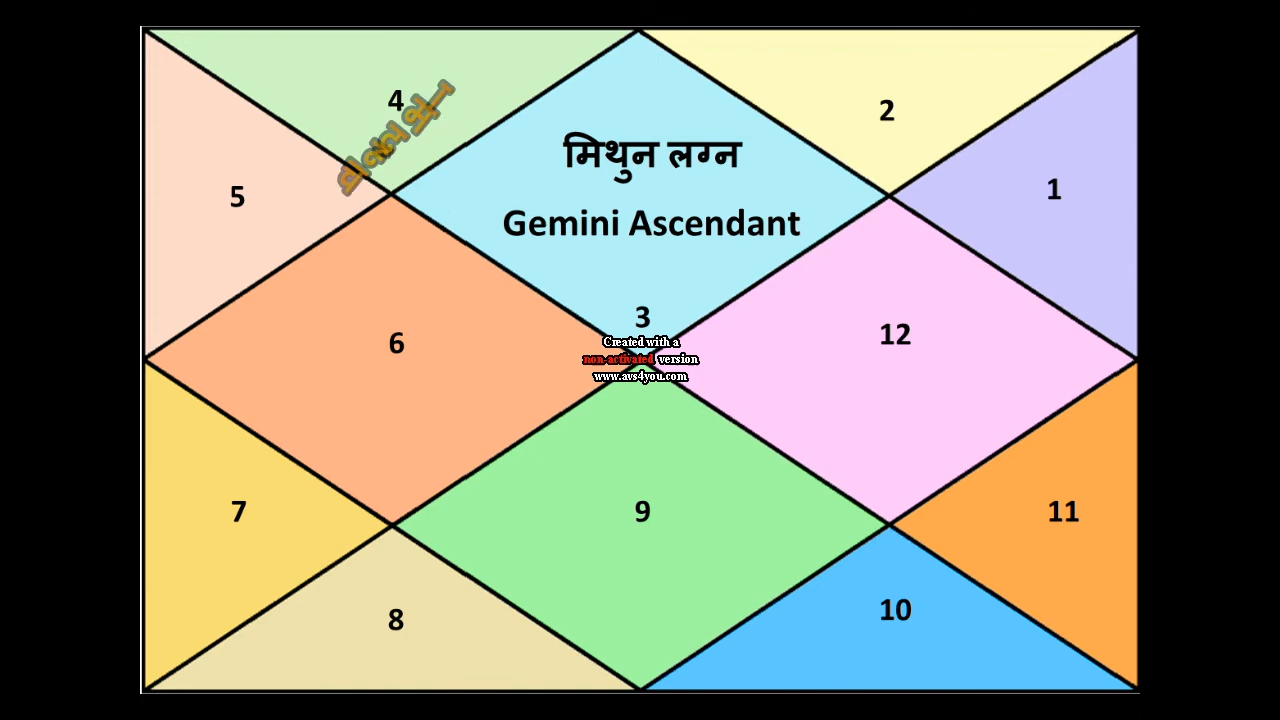 4
2
मिथुन लग्न
5
1
Gemini Ascendant
3
6
12
Created with a
non-activated version
www.avs4you.com
7
9
11
8
10